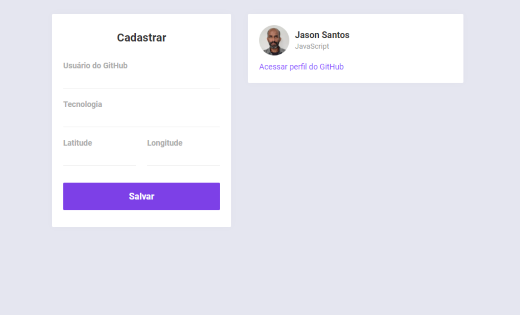 Cadastrar
Usuário do GitHub
Tecnologia
Latitude
Longitude
Salvar
Jason Santos
JavaScript
Acessar perfil do GitHub